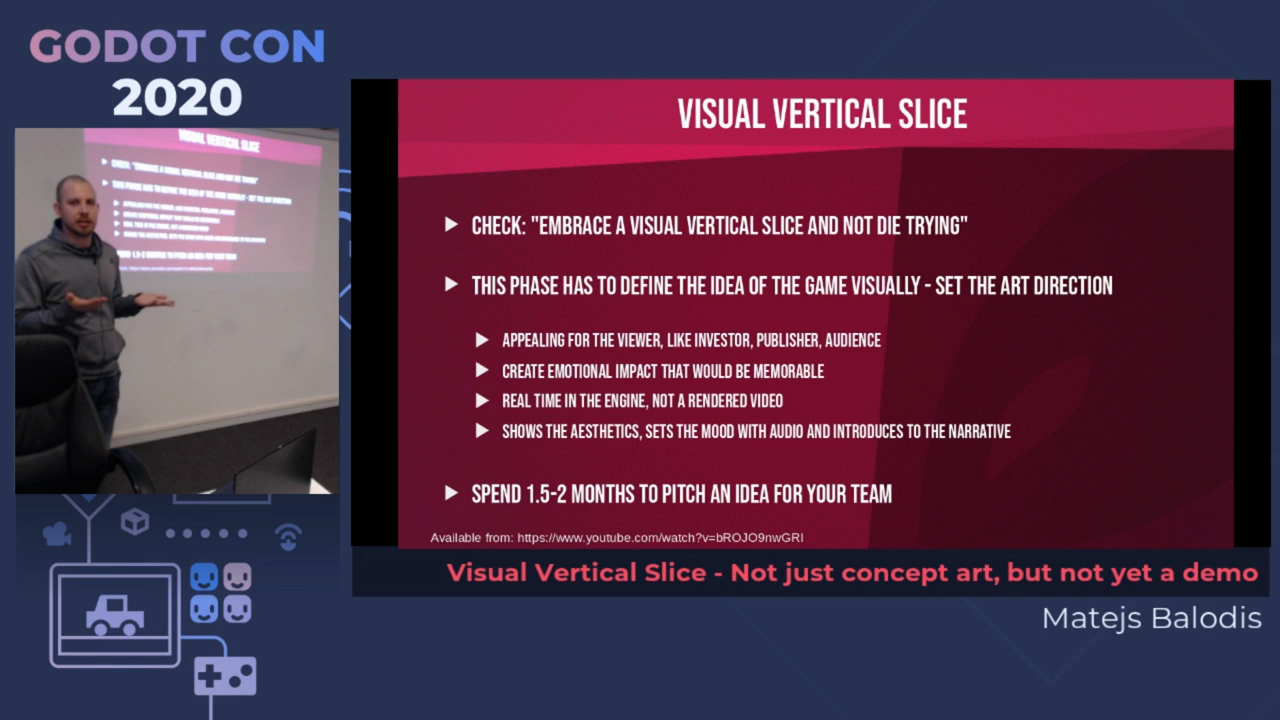 GODOT CON
2020
VISUAL VERTICAL SLICE
CHECK: "EMBRACE A VISUAL VERTICAL SLICE AND NOT DIE TRYING"
THIS PHASE HAS TO DEFINE THE IDEA OF THE GAME VISUALLY - SET THE ART DIRECTION
APPEALING FOR THE VIEWER, LIKE INVESTOR, PUBLISHER, AUDIENCE
CREATE EMOTIONAL IMPACT THAT WOULD BE MEMORABLE
REAL TIME IN THE ENGINE, NOT A RENDERED VIDEO
SHOWS THE AESTHETICS, SETS THE MOOD WITH AUDIO AND INTRODUCES TO THE NARRATIVE
SPEND 1.5-2 MONTHS TO PITCH AN IDEA FOR YOUR TEAM
Available from: https://www.youtube.com/watch?v=bROJO9nwGRI
Visual Vertical Slice - Not just concept art, but not yet a demo
Matejs Balodis